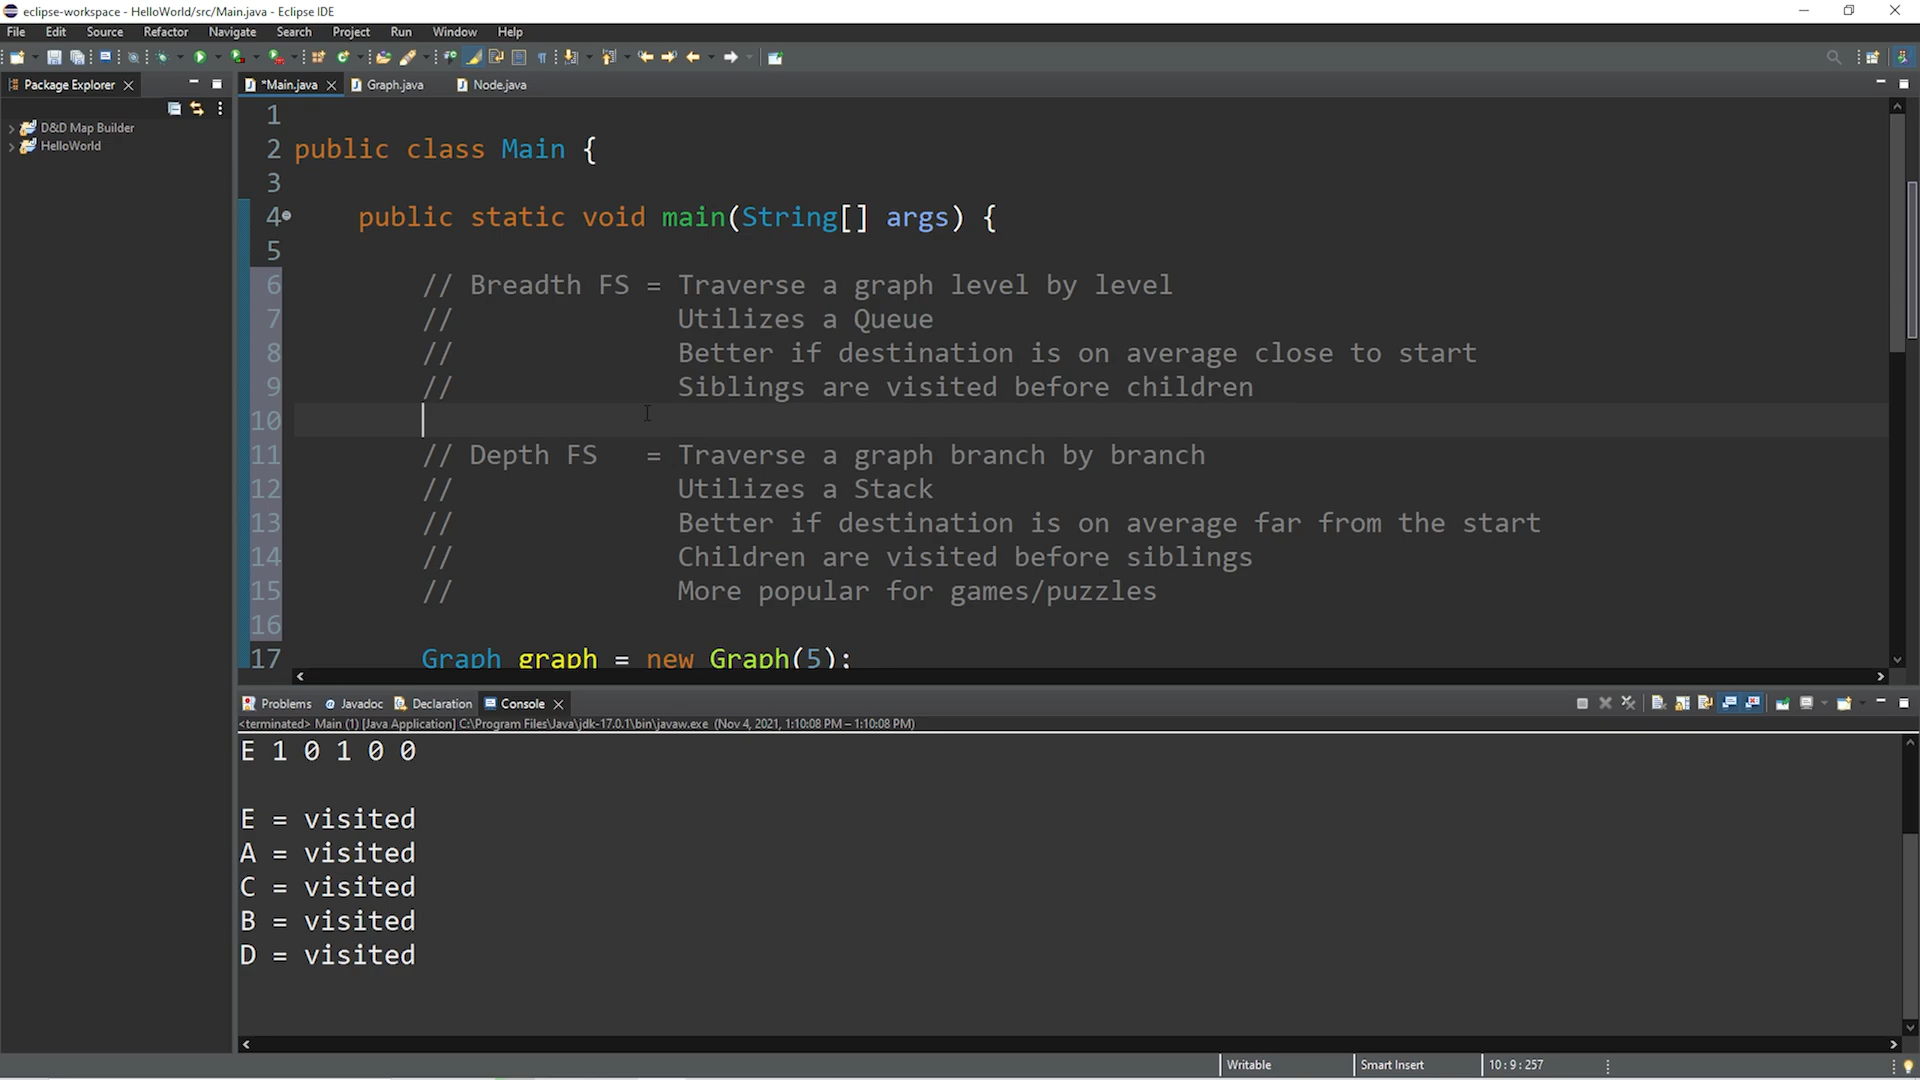 eclipse-workspace - HelloWorld/src/Main.java - Eclipse IDE
File Edit Source Refactor Navigate Search Project Run Window Help
Package Explorer
*Main.java Graph.java Node.java
D&D Map Builder
HelloWorld
1
2 public class Main {
3
4 public static void main(String[] args) {
5
6 // Breadth FS = Traverse a graph level by level
7 // Utilizes a Queue
8 // Better if destination is on average close to start
9 // Siblings are visited before children
10
11 // Depth FS = Traverse a graph branch by branch
12 // Utilizes a Stack
13 // Better if destination is on average far from the start
14 // Children are visited before siblings
15 // More popular for games/puzzles
16
17 Graph graph = new Graph(5);
Problems Javadoc Declaration Console
<terminated> Main (1) [Java Application] C:\Program Files\Java\jdk-17.0.1\bin\javaw.exe (Nov 4, 2021, 1:10:08 PM – 1:10:08 PM)
E 1 0 1 0 0
E = visited
A = visited
C = visited
B = visited
D = visited
Writable Smart Insert 10 : 9 : 257